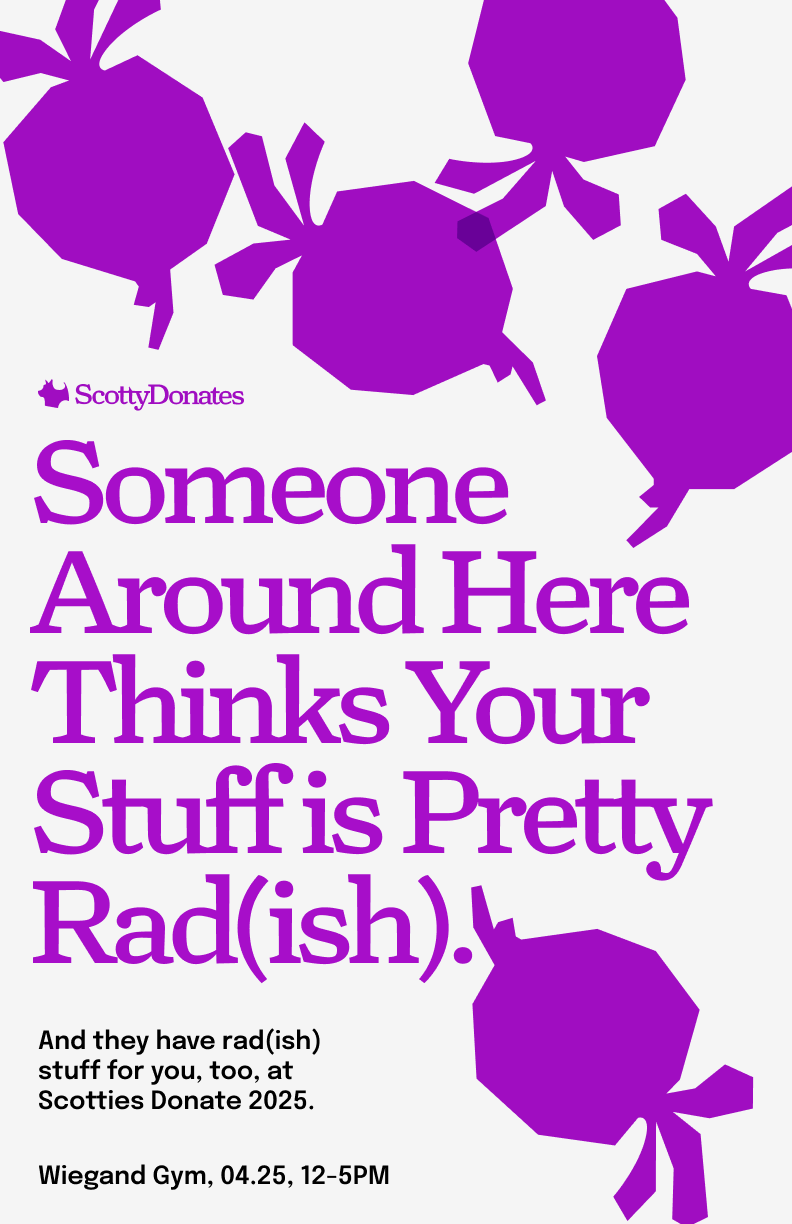 ScottyDonates
Someone
Around Here
Thinks Your
Stuff is Pretty
Rad(ish).
And they have rad(ish)
stuff for you, too, at
Scotties Donate 2025.
Wiegand Gym, 04.25, 12-5PM